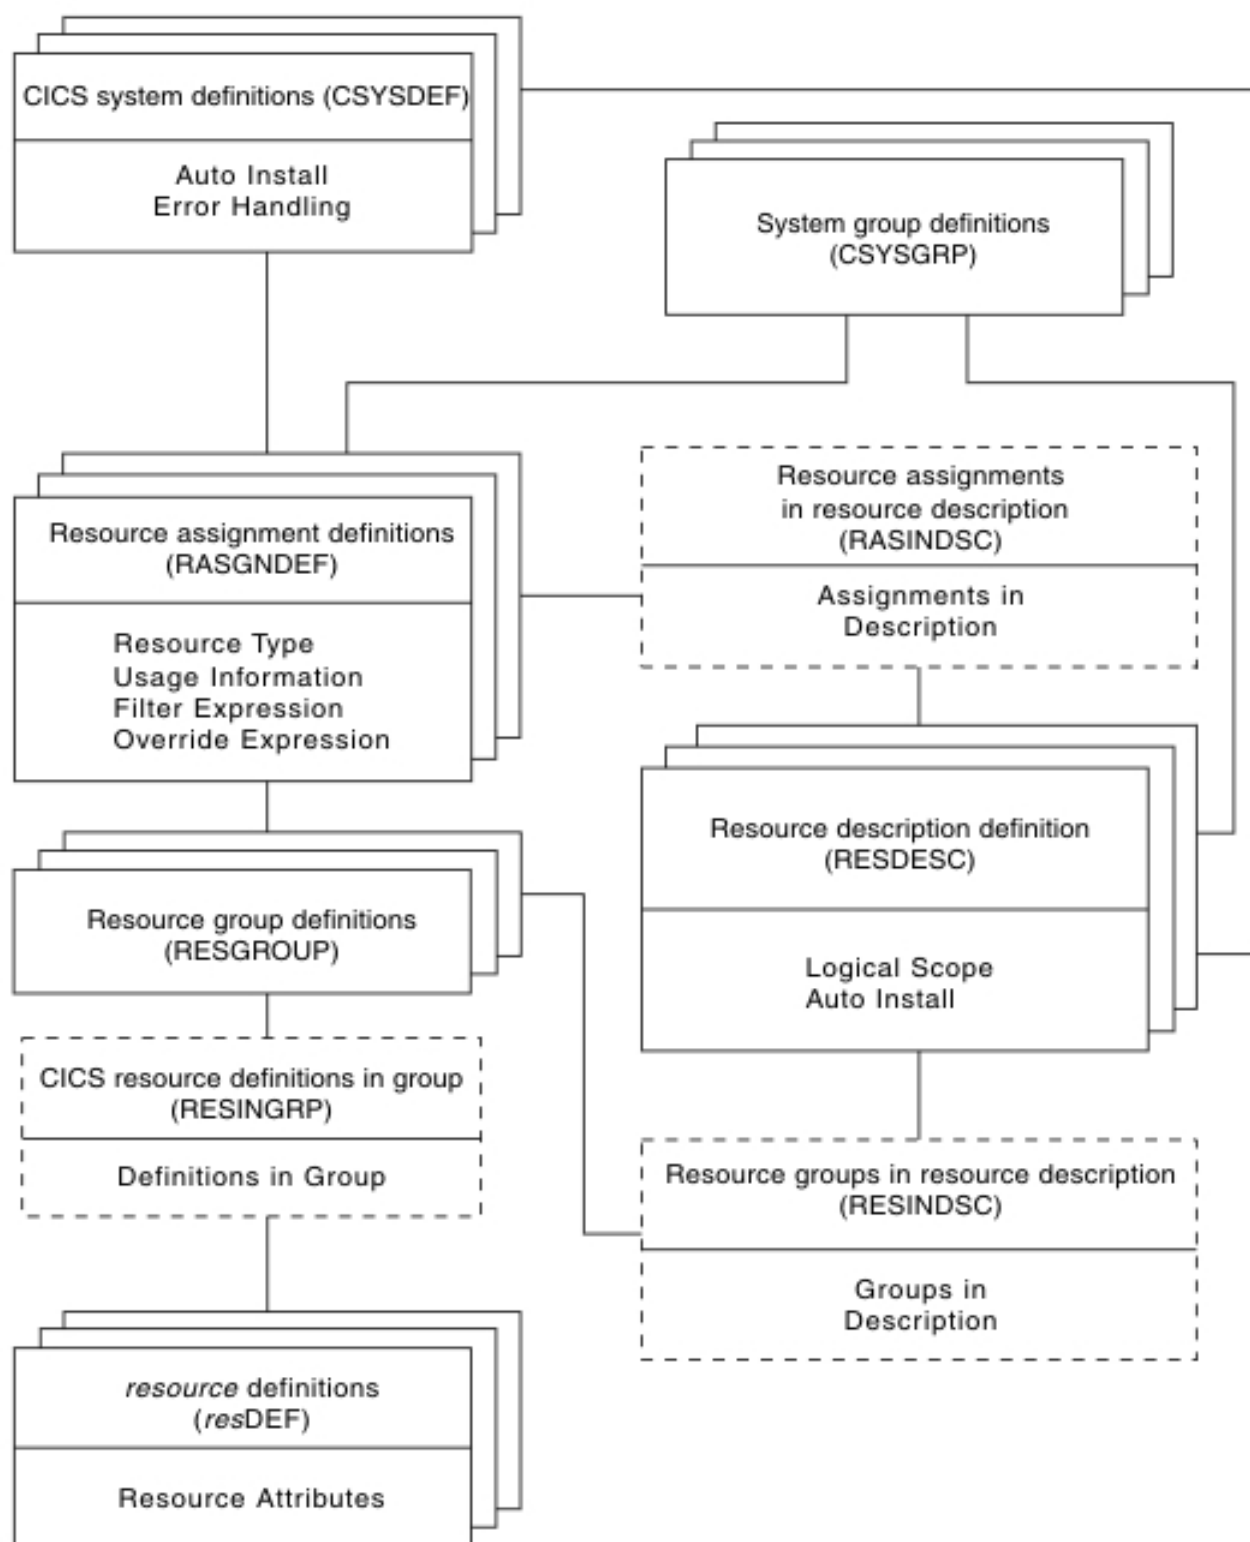 CICS system definitions (CSYSDEF)
Auto Install
Error Handling
System group definitions
(CSYSGRP)
Resource assignment definitions
(RASGNDEF)
Resource Type
Usage Information
Filter Expression
Override Expression
Resource assignments
in resource description
(RASINDSC)
Assignments in
Description
Resource description definition
(RESDESC)
Logical Scope
Auto Install
Resource group definitions
(RESGROUP)
CICS resource definitions in group
(RESINGRP)
Definitions in Group
Resource groups in resource description
(RESINDSC)
Groups in
Description
resource definitions
(resDEF)
Resource Attributes